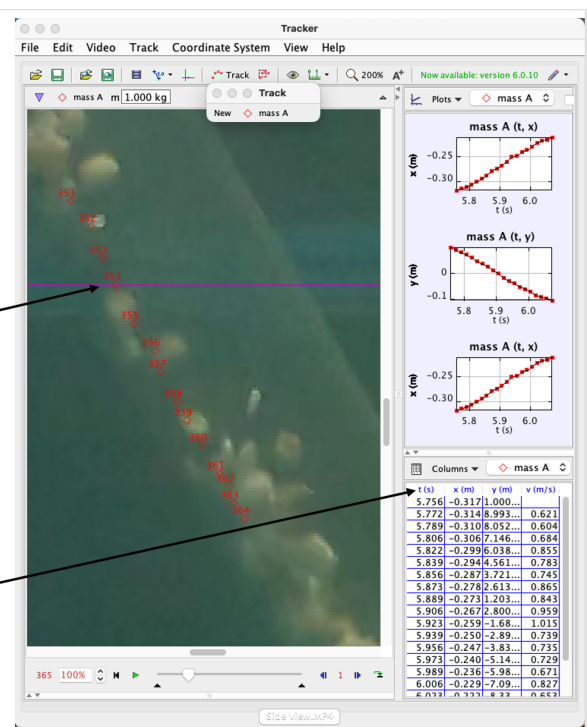 Tracker
File Edit Video Track Coordinate System View Help
Track 200% Now available: version 6.0.10
mass A m 1.000 kg
Track
New mass A
Plots mass A
351
352
353
354
355
356
357
358
359
360
361
362
363
364
mass A (t, x)
x (m)
-0.25
-0.30
5.8 5.9 6.0
t (s)
mass A (t, y)
y (m)
0
-0.1
5.8 5.9 6.0
t (s)
mass A (t, x)
x (m)
-0.25
-0.30
5.8 5.9 6.0
t (s)
Columns mass A
t (s) x (m) y (m) v (m/s)
5.756 -0.317 1.000...
5.772 -0.314 8.993... 0.621
5.789 -0.310 8.052... 0.604
5.806 -0.306 7.146... 0.684
5.822 -0.299 6.038... 0.855
5.839 -0.294 4.561... 0.783
5.856 -0.287 3.721... 0.745
5.873 -0.278 2.613... 0.865
5.889 -0.273 1.203... 0.843
5.906 -0.267 2.800... 0.959
5.923 -0.259 -1.68... 1.015
5.939 -0.250 -2.89... 0.739
5.956 -0.247 -3.83... 0.735
5.973 -0.240 -5.14... 0.729
5.989 -0.236 -5.98... 0.671
6.006 -0.229 -7.09... 0.827
6.023 -0.222 -8.33 0.653
365 100% 1
Side view.MP4